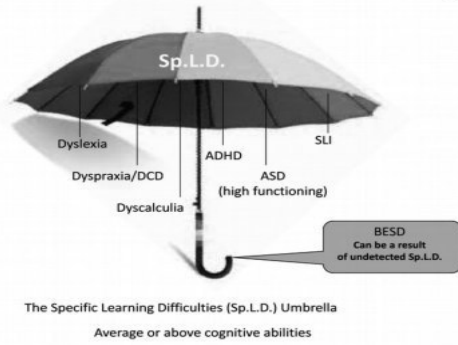 Sp.L.D.
Dyslexia
Dyspraxia/DCD
Dyscalculia
ADHD
ASD
(high functioning)
SLI
BESD
Can be a result
of undetected Sp.L.D.
The Specific Learning Difficulties (Sp.L.D.) Umbrella
Average or above cognitive abilities